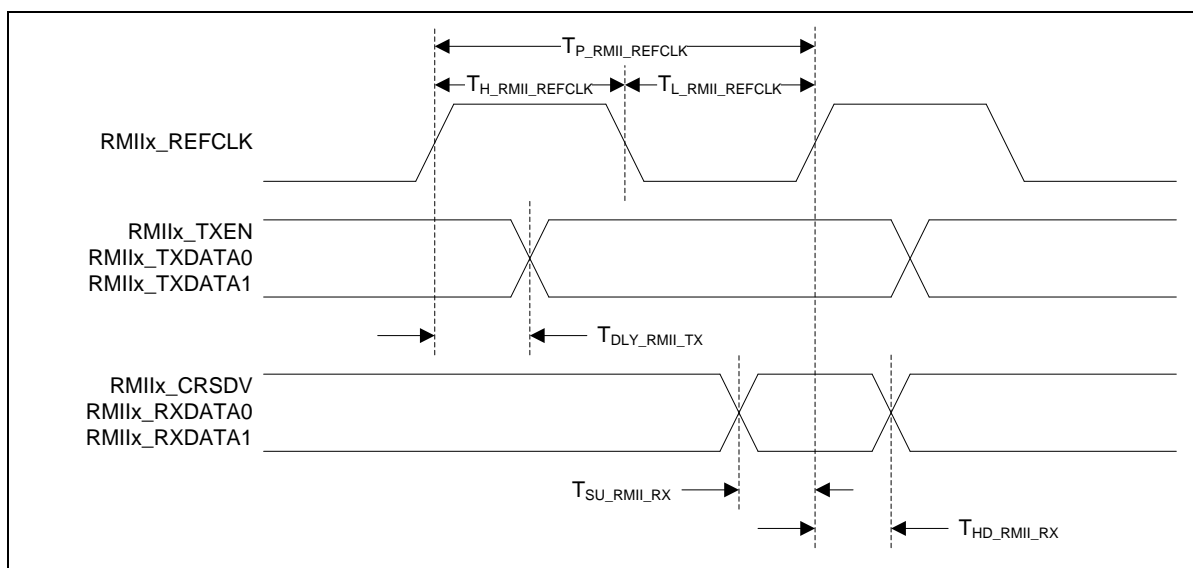 T_P_RMII_REFCLK
T_H_RMII_REFCLK T_L_RMII_REFCLK
RMIIx_REFCLK
RMIIx_TXEN
RMIIx_TXDATA0
RMIIx_TXDATA1
T_DLY_RMII_TX
RMIIx_CRSDV
RMIIx_RXDATA0
RMIIx_RXDATA1
T_SU_RMII_RX
T_HD_RMII_RX